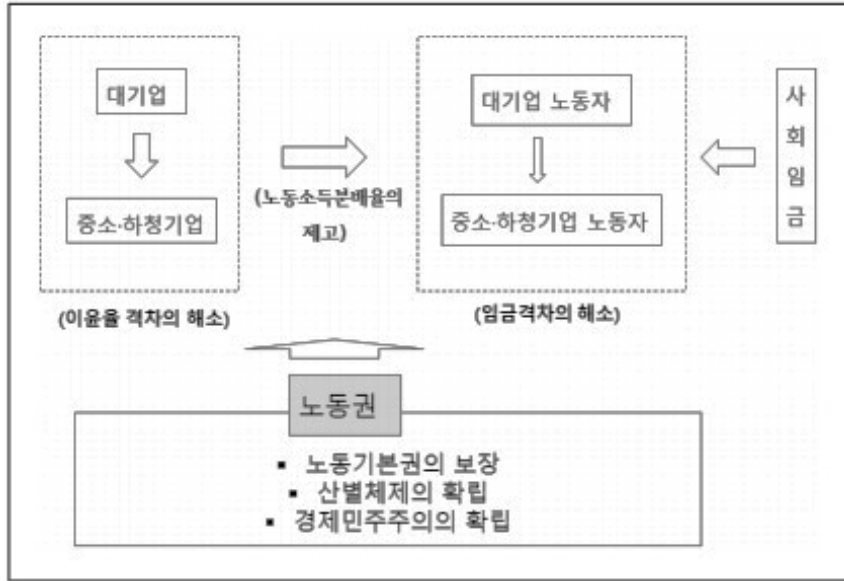 대기업
중소·하청기업
(이윤율 격차의 해소)
(노동소득분배율의
제고)
대기업 노동자
중소·하청기업 노동자
(임금격차의 해소)
사회임금
노동권
▪ 노동기본권의 보장
▪ 산별체제의 확립
▪ 경제민주주의의 확립